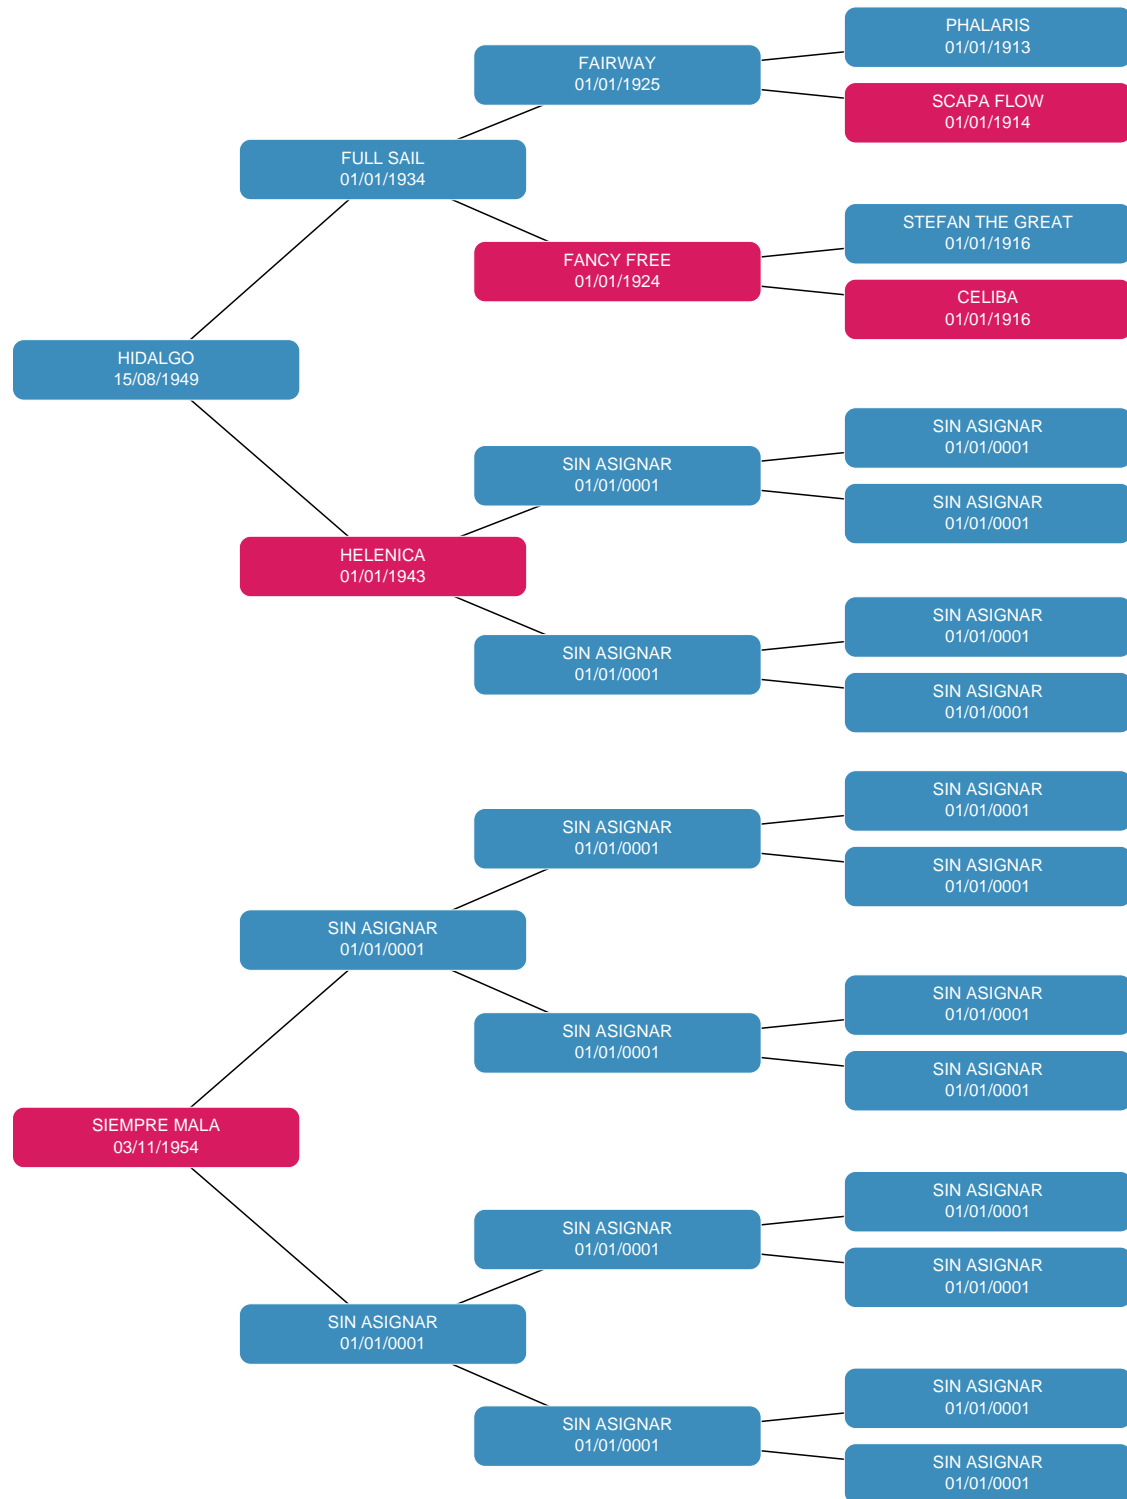 PHALARIS
01/01/1913
FAIRWAY
01/01/1925
SCAPA FLOW
01/01/1914
FULL SAIL
01/01/1934
STEFAN THE GREAT
01/01/1916
FANCY FREE
01/01/1924
CELIBA
01/01/1916
HIDALGO
15/08/1949
SIN ASIGNAR
01/01/0001
SIN ASIGNAR
01/01/0001
SIN ASIGNAR
01/01/0001
HELENICA
01/01/1943
SIN ASIGNAR
01/01/0001
SIN ASIGNAR
01/01/0001
SIN ASIGNAR
01/01/0001
SIN ASIGNAR
01/01/0001
SIN ASIGNAR
01/01/0001
SIN ASIGNAR
01/01/0001
SIN ASIGNAR
01/01/0001
SIN ASIGNAR
01/01/0001
SIN ASIGNAR
01/01/0001
SIN ASIGNAR
01/01/0001
SIEMPRE MALA
03/11/1954
SIN ASIGNAR
01/01/0001
SIN ASIGNAR
01/01/0001
SIN ASIGNAR
01/01/0001
SIN ASIGNAR
01/01/0001
SIN ASIGNAR
01/01/0001
SIN ASIGNAR
01/01/0001
SIN ASIGNAR
01/01/0001